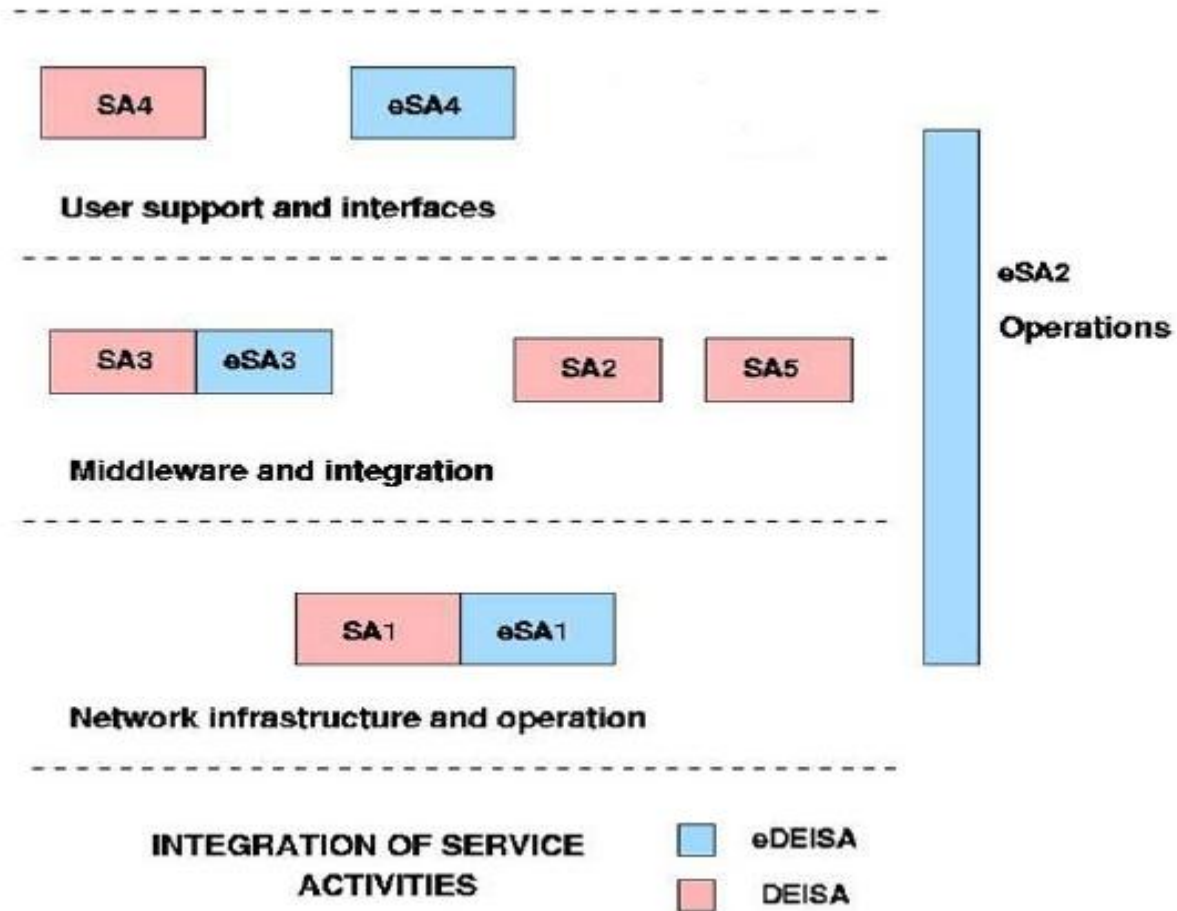 SA4
eSA4
User support and interfaces
eSA2
Operations
SA3
eSA3
SA2
SA5
Middleware and integration
SA1
eSA1
Network infrastructure and operation
INTEGRATION OF SERVICE
ACTIVITIES
eDEISA
DEISA